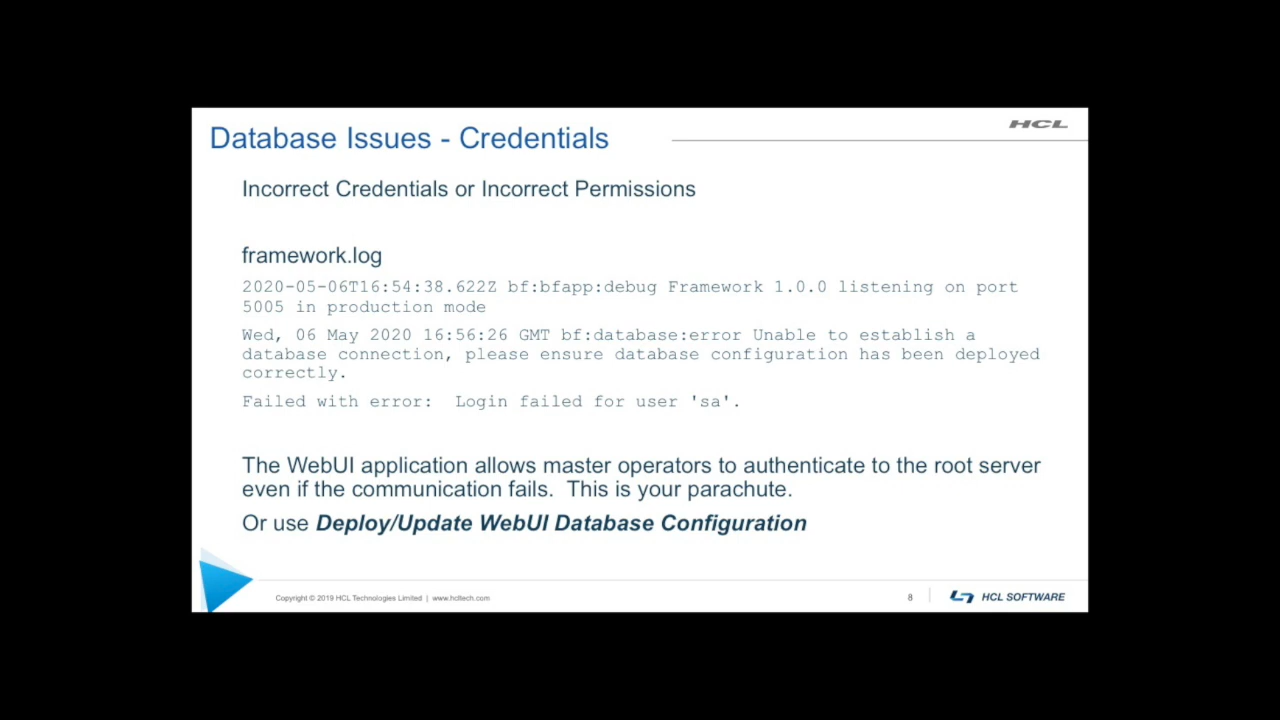 Database Issues - Credentials
HCL
Incorrect Credentials or Incorrect Permissions
framework.log
2020-05-06T16:54:38.622Z bf:bfapp:debug Framework 1.0.0 listening on port
5005 in production mode
Wed, 06 May 2020 16:56:26 GMT bf:database:error Unable to establish a
database connection, please ensure database configuration has been deployed
correctly.
Failed with error:  Login failed for user 'sa'.
The WebUI application allows master operators to authenticate to the root server
even if the communication fails.  This is your parachute.
Or use Deploy/Update WebUI Database Configuration
Copyright © 2019 HCL Technologies Limited | www.hcltech.com
8
HCL SOFTWARE